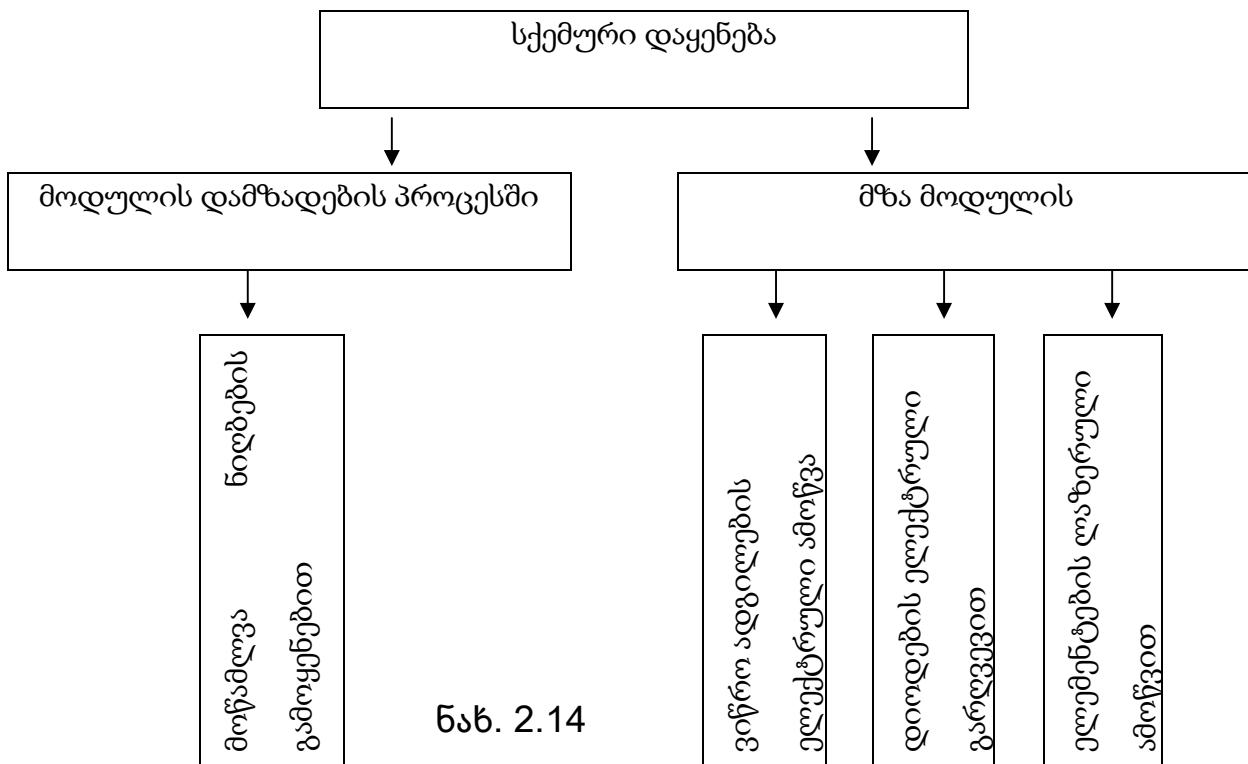 სქემური დაყენება
მოდულის დამზადების პროცესში
მზა მოდულის
მოწამლვა ნიღბების
გამოყენებით
ვიწრო ადგილების
ელექტრული ამოწვა
დიოდების ელექტრული
გარღვევით
ელემენტების ლაზერული
ამოწვით
ნახ. 2.14